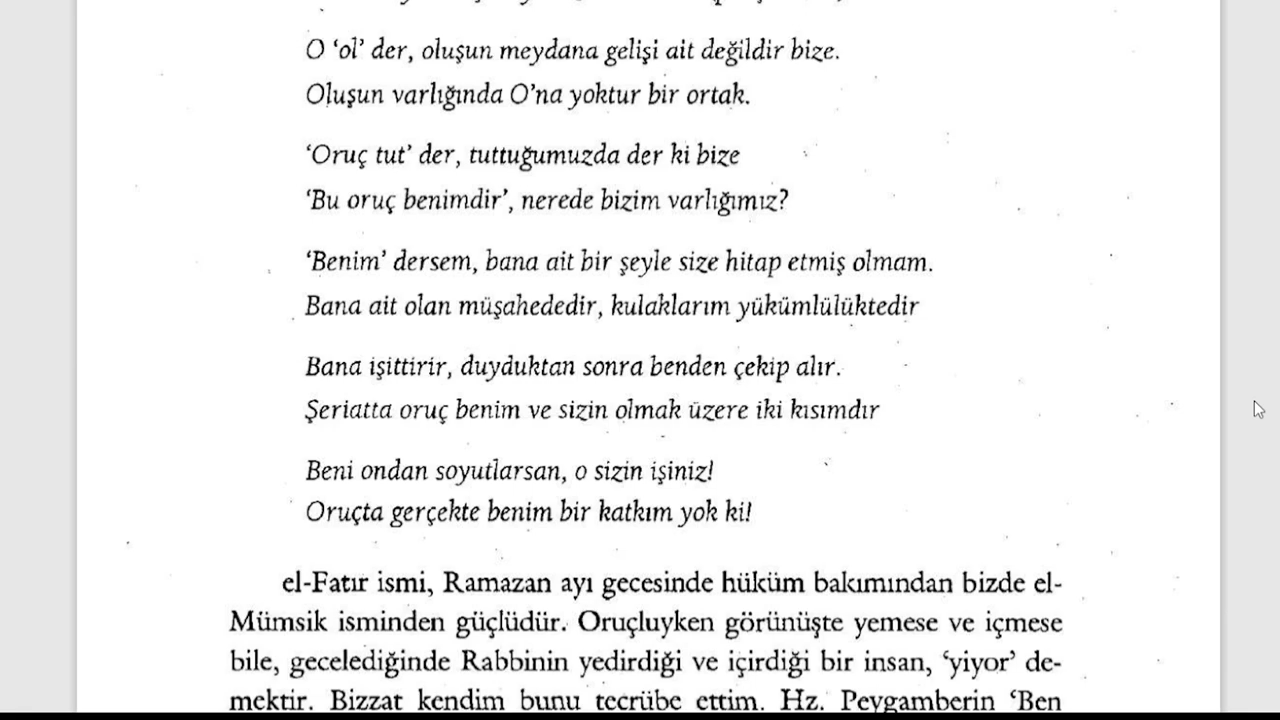 O ‘ol’ der, oluşun meydana gelişi ait değildir bize.
Oluşun varlığında O’na yoktur bir ortak.
‘Oruç tut’ der, tuttuğumuzda der ki bize
‘Bu oruç benimdir’, nerede bizim varlığımız?
‘Benim’ dersem, bana ait bir şeyle size hitap etmiş olmam.
Bana ait olan müşahededir, kulaklarım yükümlülüktedir
Bana işittirir, duyduktan sonra benden çekip alır.
Şeriatta oruç benim ve sizin olmak üzere iki kısımdır
Beni ondan soyutlarsan, o sizin işiniz!
Oruçta gerçekte benim bir katkım yok ki!
el-Fatır ismi, Ramazan ayı gecesinde hüküm bakımından bizde el-
Mümsik isminden güçlüdür. Oruçluyken görünüşte yemese ve içmese
bile, gecelediğinde Rabbinin yedirdiği ve içirdiği bir insan, ‘yiyor’ de-
mektir. Bizzat kendim bunu tecrübe ettim. Hz. Peygamberin ‘Ben